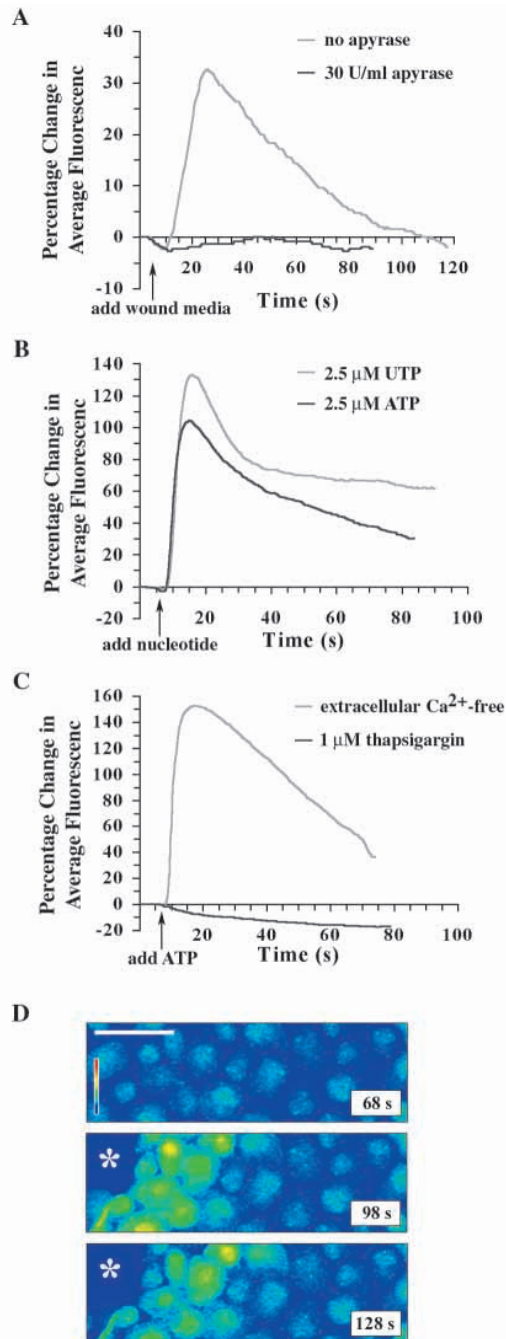 A
40
no apyrase
30
30 U/ml apyrase
20
10
0
-10
20 40 60 80 100 120
Percentage Change in
Average Fluorescenc
add wound media
Time (s)
B
140
2.5 μM UTP
120
2.5 μM ATP
100
80
60
40
20
0
-20
20 40 60 80 100
Percentage Change in
Average Fluorescenc
add nucleotide
Time (s)
C
160
extracellular Ca2+-free
140
1 μM thapsigargin
120
100
80
60
40
20
0
-20
20 40 60 80 100
Percentage Change in
Average Fluorescenc
add ATP
Time (s)
D
68 s
*
98 s
*
128 s